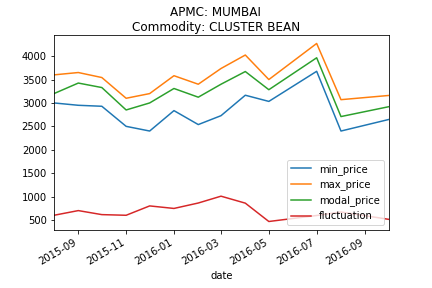 APMC: MUMBAI
Commodity: CLUSTER BEAN
4000
3500
3000
2500
2000
1500
1000
500
min_price
max_price
modal_price
fluctuation
2015-09
2015-11
2016-01
2016-03
2016-05
2016-07
2016-09
date